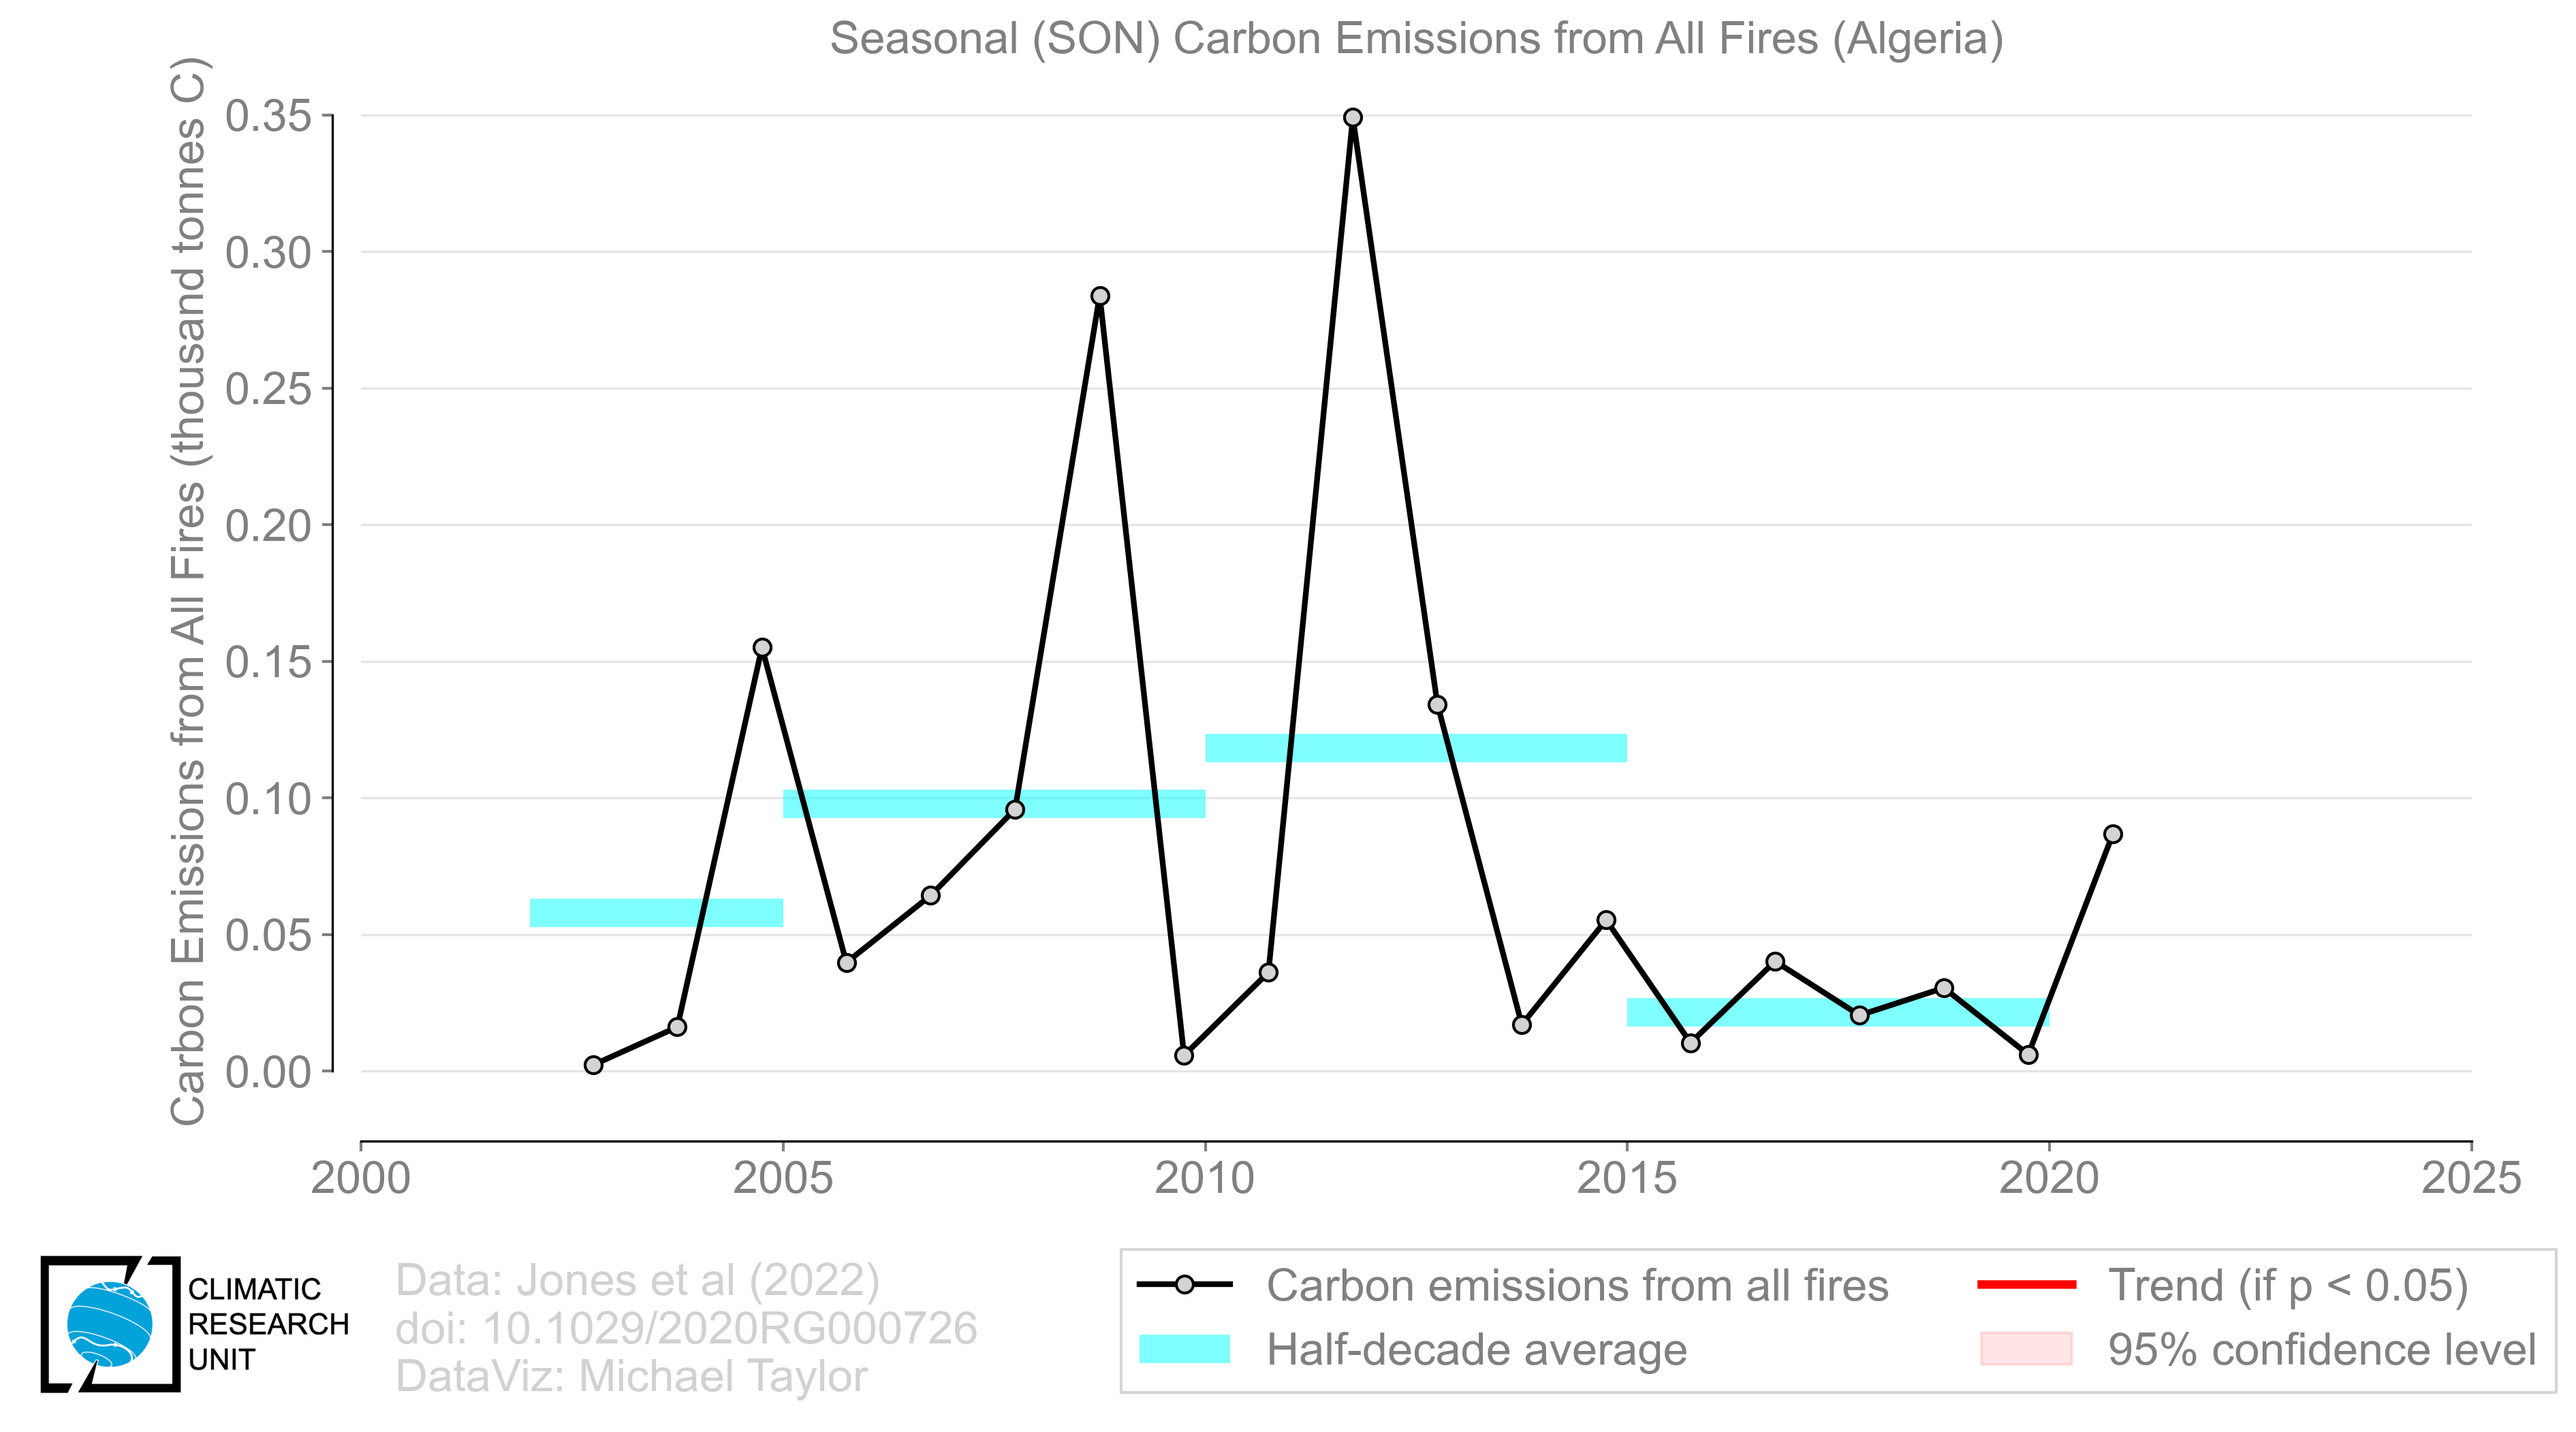 Seasonal (SON) Carbon Emissions from All Fires (Algeria)
Carbon Emissions from All Fires (thousand tonnes C)
0.35
0.30
0.25
0.20
0.15
0.10
0.05
0.00
2000 2005 2010 2015 2020 2025
CLIMATIC
RESEARCH
UNIT
Data: Jones et al (2022)
doi: 10.1029/2020RG000726
DataViz: Michael Taylor
Carbon emissions from all fires
Half-decade average
Trend (if p < 0.05)
95% confidence level